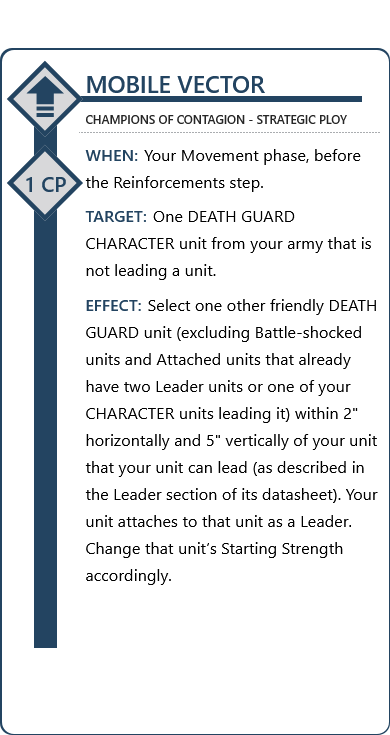 MOBILE VECTOR
CHAMPIONS OF CONTAGION - STRATEGIC PLOY
1 CP
WHEN: Your Movement phase, before
the Reinforcements step.
TARGET: One DEATH GUARD
CHARACTER unit from your army that is
not leading a unit.
EFFECT: Select one other friendly DEATH
GUARD unit (excluding Battle-shocked
units and Attached units that already
have two Leader units or one of your
CHARACTER units leading it) within 2"
horizontally and 5" vertically of your unit
that your unit can lead (as described in
the Leader section of its datasheet). Your
unit attaches to that unit as a Leader.
Change that unit’s Starting Strength
accordingly.